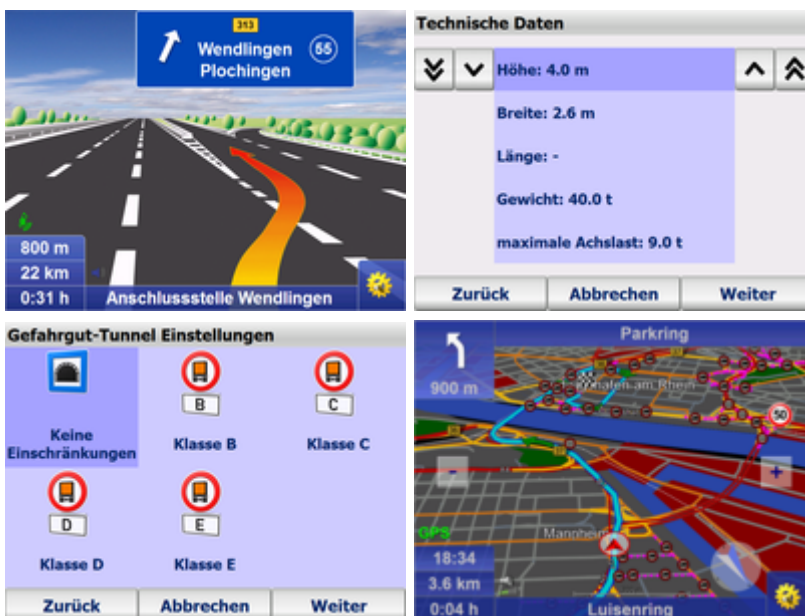 313
Wendlingen 55
Plochingen
800 m
22 km
0:31 h Anschlussstelle Wendlingen
Technische Daten
Höhe: 4.0 m
Breite: 2.6 m
Länge: -
Gewicht: 40.0 t
maximale Achslast: 9.0 t
Zurück Abbrechen Weiter
Gefahrgut-Tunnel Einstellungen
B
C
Keine
Einschränkungen
Klasse B
Klasse C
D
E
Klasse D
Klasse E
Zurück Abbrechen Weiter
Parkring
900 m
am Rhein
50
-
+
GPS
Mannheim
18:34
3.6 km
0:04 h Luisenring